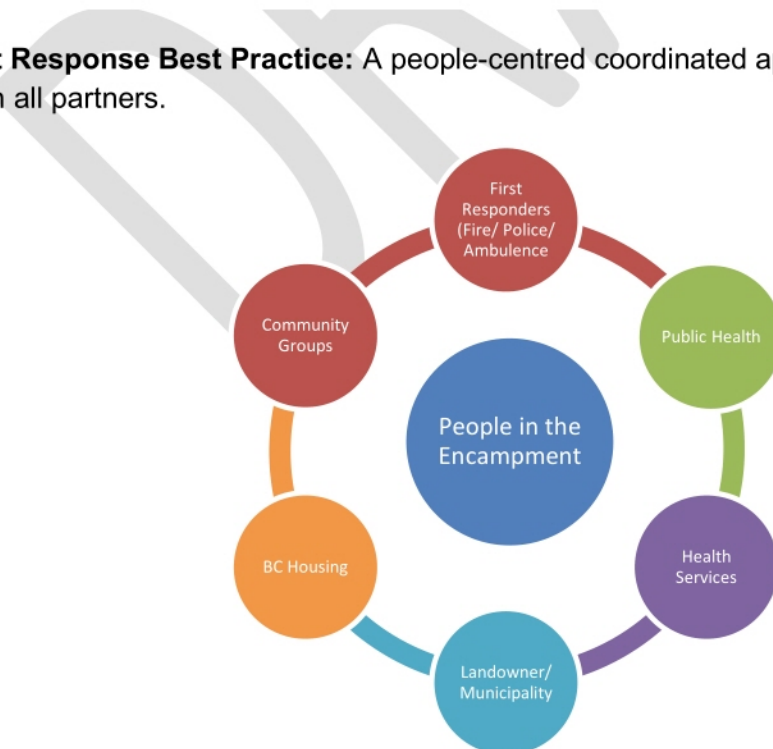 t Response Best Practice: A people-centred coordinated ap
n all partners.
First
Responders
(Fire/ Police/
Ambulence
Community
Groups
Public Health
People in the
Encampment
BC Housing
Health
Services
Landowner/
Municipality